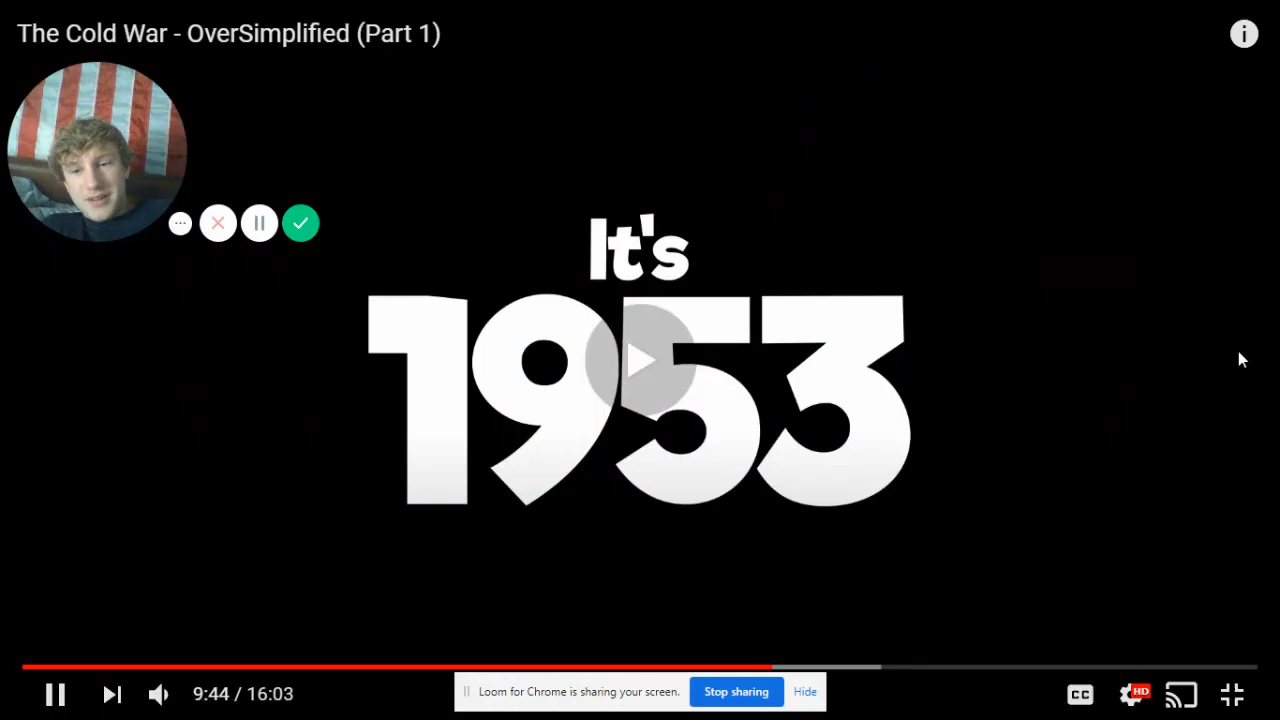 The Cold War - OverSimplified (Part 1)
It's
1953
9:44 / 16:03
Loom for Chrome is sharing your screen.
Stop sharing
Hide
CC
HD